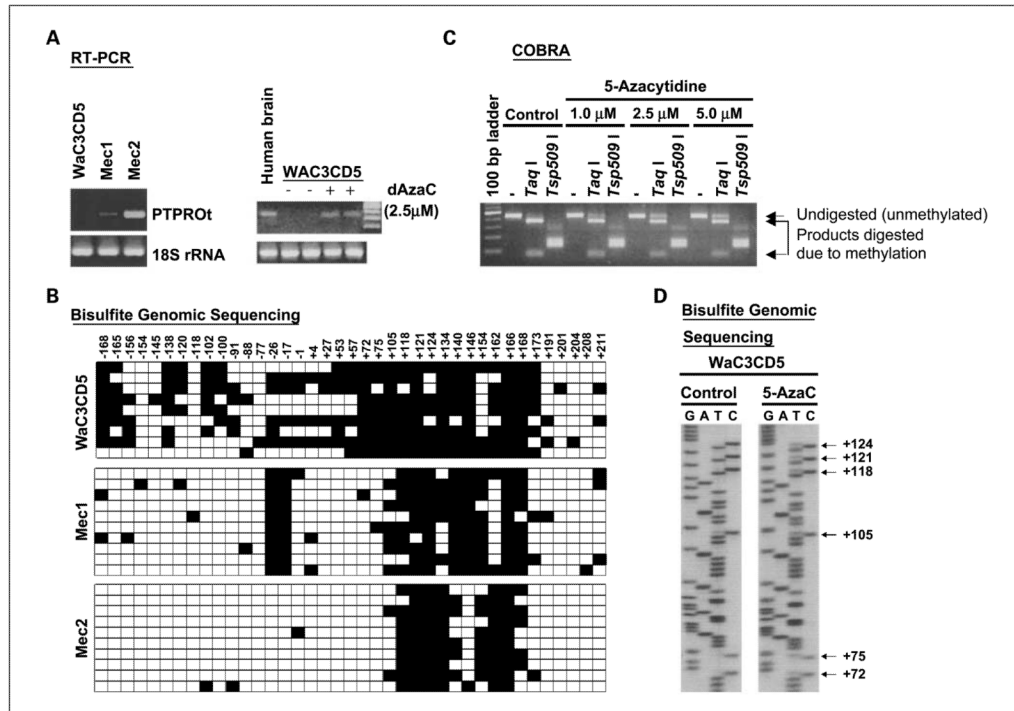 A
RT-PCR
WaC3CD5
Mec1
Mec2
PTPROt
18S rRNA
Human brain
WAC3CD5
- - + +
dAzaC
(2.5µM)
C
COBRA
5-Azacytidine
100 bp ladder
Control 1.0 µM 2.5 µM 5.0 µM
- Taq I Tsp509 I - Taq I Tsp509 I - Taq I Tsp509 I - Taq I Tsp509 I
Undigested (unmethylated)
Products digested
due to methylation
B
Bisulfite Genomic Sequencing
-168 -165 -156 -154 -145 -138 -120 -118 -102 -100 -91 -88 -77 -26 -17 -1 +4 +27 +53 +57 +72 +75 +105 +118 +121 +124 +134 +140 +146 +154 +162 +166 +168 +173 +191 +201 +204 +208 +211
WaC3CD5
Mec1
Mec2
D
Bisulfite Genomic
Sequencing
WaC3CD5
Control 5-AzaC
G A T C G A T C
+124
+121
+118
+105
+75
+72